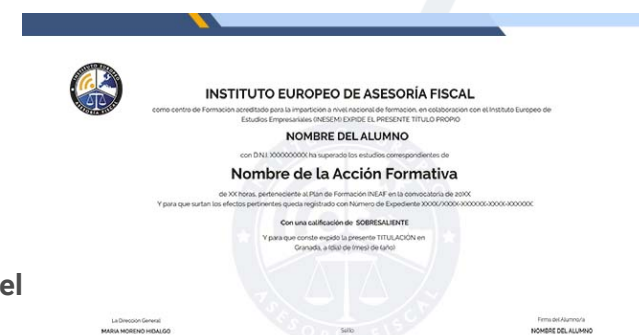 INSTITUTO EUROPEO DE ASESORÍA FISCAL
como centro de Formación acreditado para la impartición a nivel nacional de formación, en colaboración con el Instituto Europeo de
Estudios Empresariales (INESEM) EXPIDE EL PRESENTE TÍTULO PROPIO
NOMBRE DEL ALUMNO
con D.N.I. XXXXXXXXX ha superado los estudios correspondientes de
Nombre de la Acción Formativa
de XX horas, perteneciente al Plan de Formación INEAF en la convocatoria de 20XX
Y para que surtan los efectos pertinentes queda registrado con Número de Expediente XXXX/XXXX-XXXXXX-XXXX-XXXXXX
Con una calificación de SOBRESALIENTE
Y para que conste expido la presente TITULACIÓN en
Granada, a (día) de (mes) de (año)
el
La Dirección General
MARIA MORENO HIDALGO
Sello
Firma del Alumno/a
NOMBRE DEL ALUMNO
ASESORÍA FISCAL